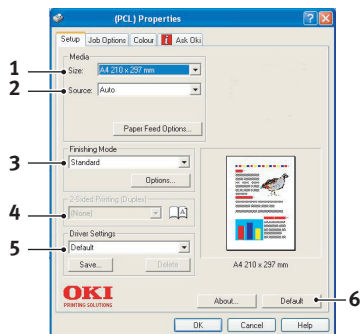 (PCL) Properties
Setup Job Options Colour Ask Oki
Media
1 Size: A4 210 x 297 mm
2 Source: Auto
Paper Feed Options...
Finishing Mode
3 Standard
Options...
2-Sided Printing (Duplex)
4 (None)
Driver Settings
5 Default
Save... Delete
A4 210 x 297 mm
OKI
PRINTING SOLUTIONS
About... Default 6
OK Cancel Help